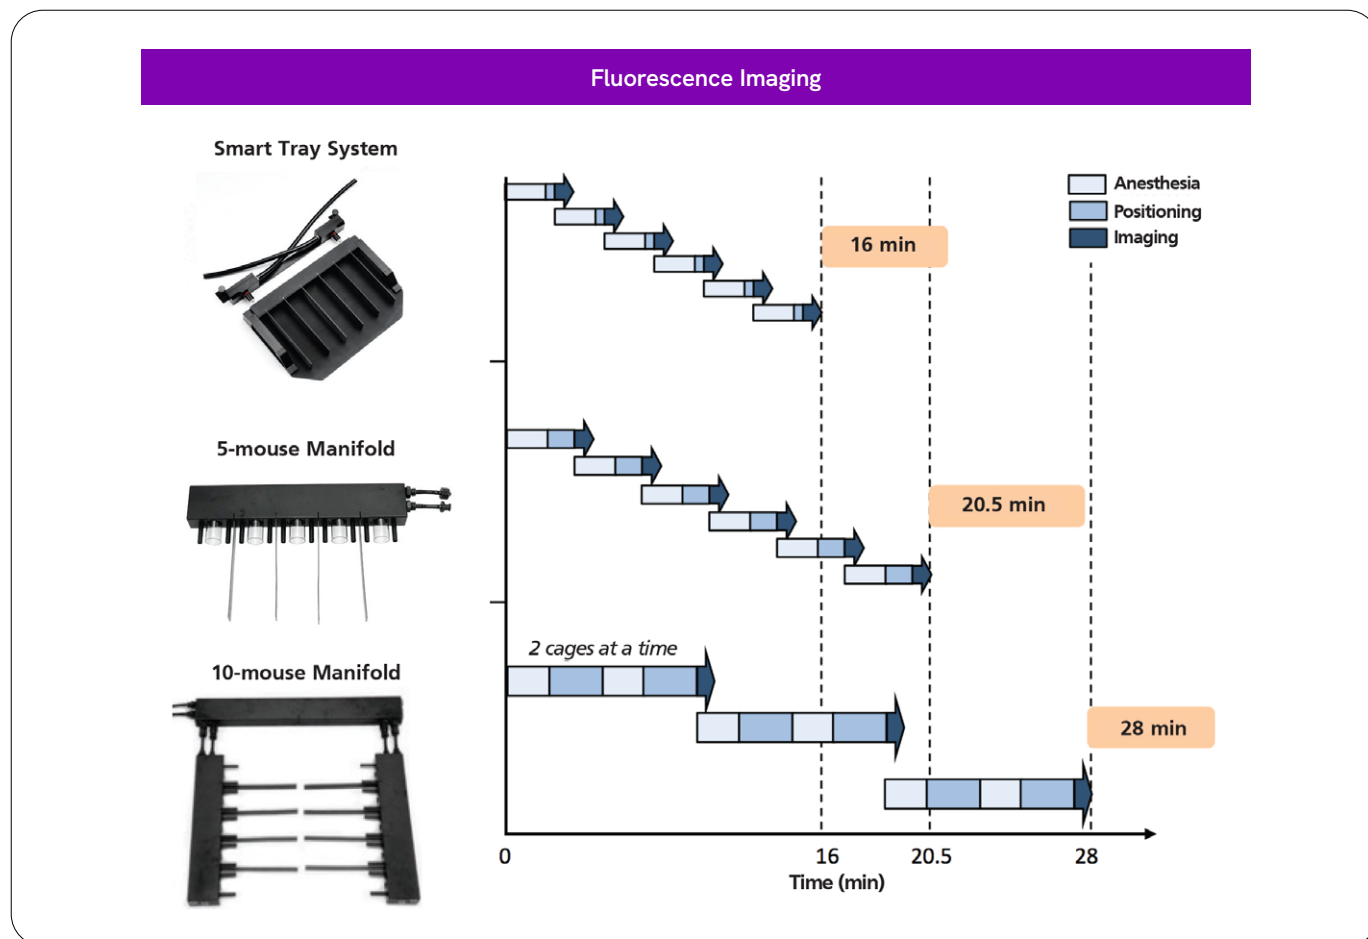 Fluorescence Imaging
Smart Tray System
Anesthesia
Positioning
Imaging
16 min
5-mouse Manifold
20.5 min
10-mouse Manifold
2 cages at a time
28 min
0
16
20.5
28
Time (min)